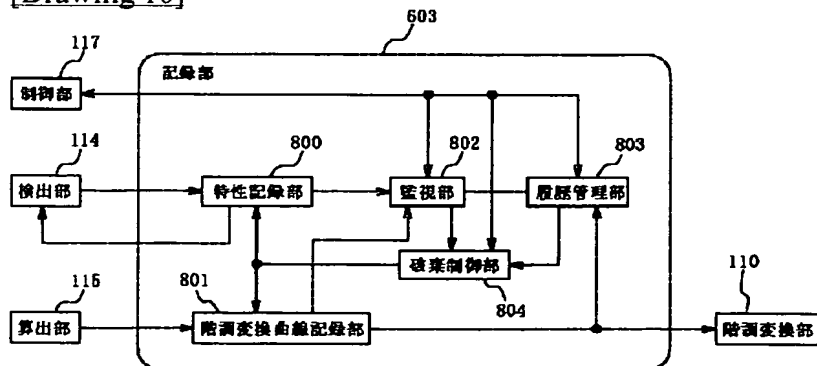 [Drawing 10]
603
117
記録部
制御部
114
800
802
803
検出部
特性記録部
監視部
履歴管理部
破棄制御部
115
801
804
110
算出部
階調変換曲線記録部
階調変換部